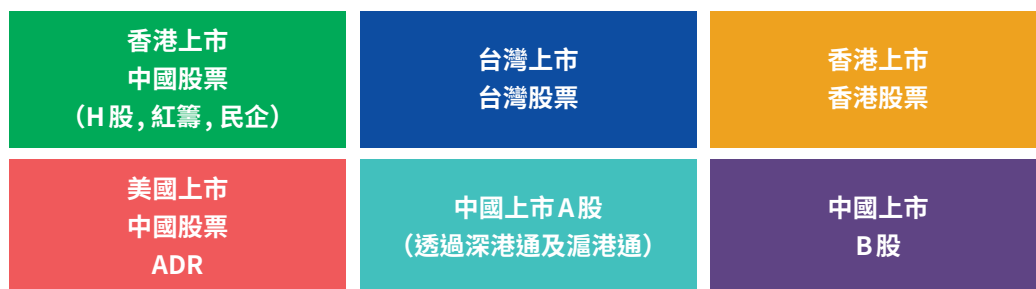 香港上市
中國股票
（H股,紅籌,民企）
台灣上市
台灣股票
香港上市
香港股票
美國上市
中國股票
ADR
中國上市A股
（透過深港通及滬港通）
中國上市
B股